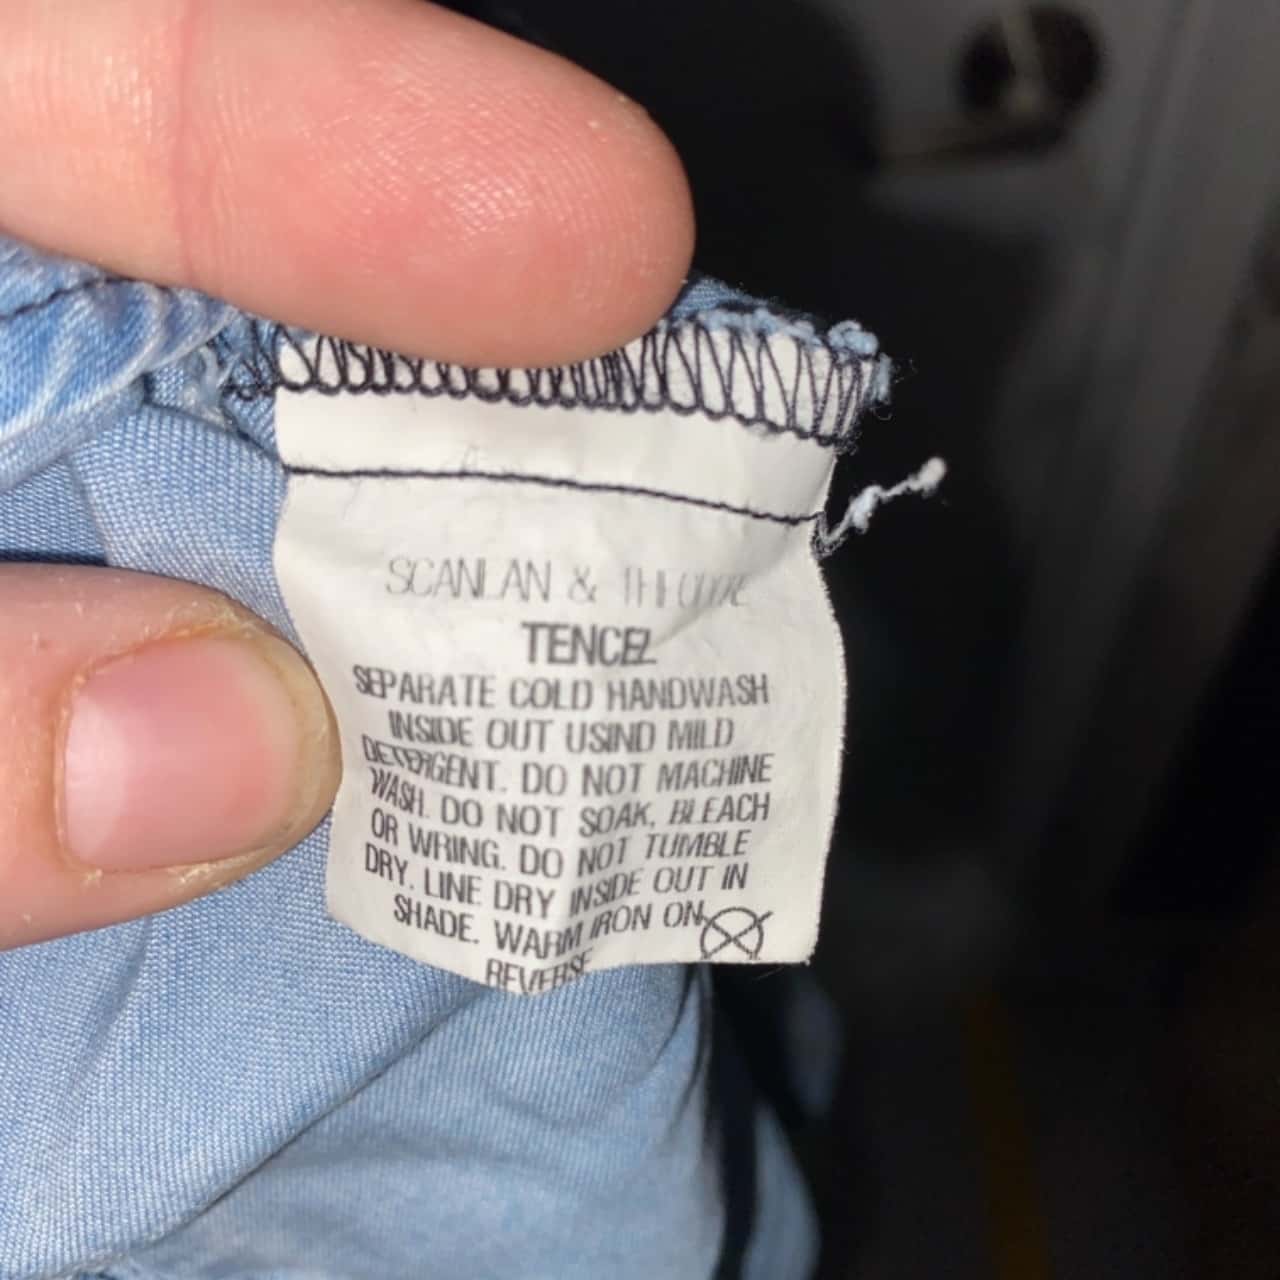 SCANLAN & THEODORE
TENCEL
SEPARATE COLD HANDWASH
INSIDE OUT USIND MILD
DETERGENT. DO NOT MACHINE
WASH. DO NOT SOAK, BLEACH
OR WRING. DO NOT TUMBLE
DRY. LINE DRY INSIDE OUT IN
SHADE. WARM IRON ON
REVERSE